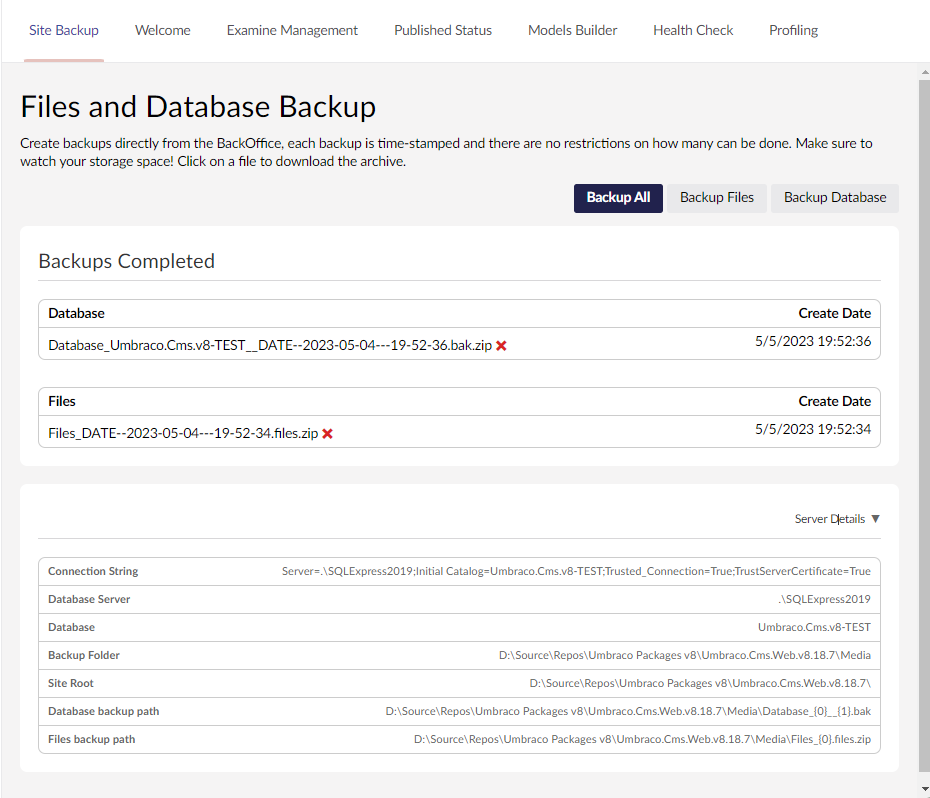 Site Backup Welcome Examine Management Published Status Models Builder Health Check Profiling
Files and Database Backup
Create backups directly from the BackOffice, each backup is time-stamped and there are no restrictions on how many can be done. Make sure to
watch your storage space! Click on a file to download the archive.
Backup All Backup Files Backup Database
Backups Completed
Database Create Date
Database_Umbraco.Cms.v8-TEST__DATE--2023-05-04---19-52-36.bak.zip 5/5/2023 19:52:36
Files Create Date
Files_DATE--2023-05-04---19-52-34.files.zip 5/5/2023 19:52:34
Server Details ▼
Connection String Server=.\SQLExpress2019;Initial Catalog=Umbraco.Cms.v8-TEST;Trusted_Connection=True;TrustServerCertificate=True
Database Server .\SQLExpress2019
Database Umbraco.Cms.v8-TEST
Backup Folder D:\Source\Repos\Umbraco Packages v8\Umbraco.Cms.Web.v8.18.7\Media
Site Root D:\Source\Repos\Umbraco Packages v8\Umbraco.Cms.Web.v8.18.7\
Database backup path D:\Source\Repos\Umbraco Packages v8\Umbraco.Cms.Web.v8.18.7\Media\Database_{0}__{1}.bak
Files backup path D:\Source\Repos\Umbraco Packages v8\Umbraco.Cms.Web.v8.18.7\Media\Files_{0}.files.zip